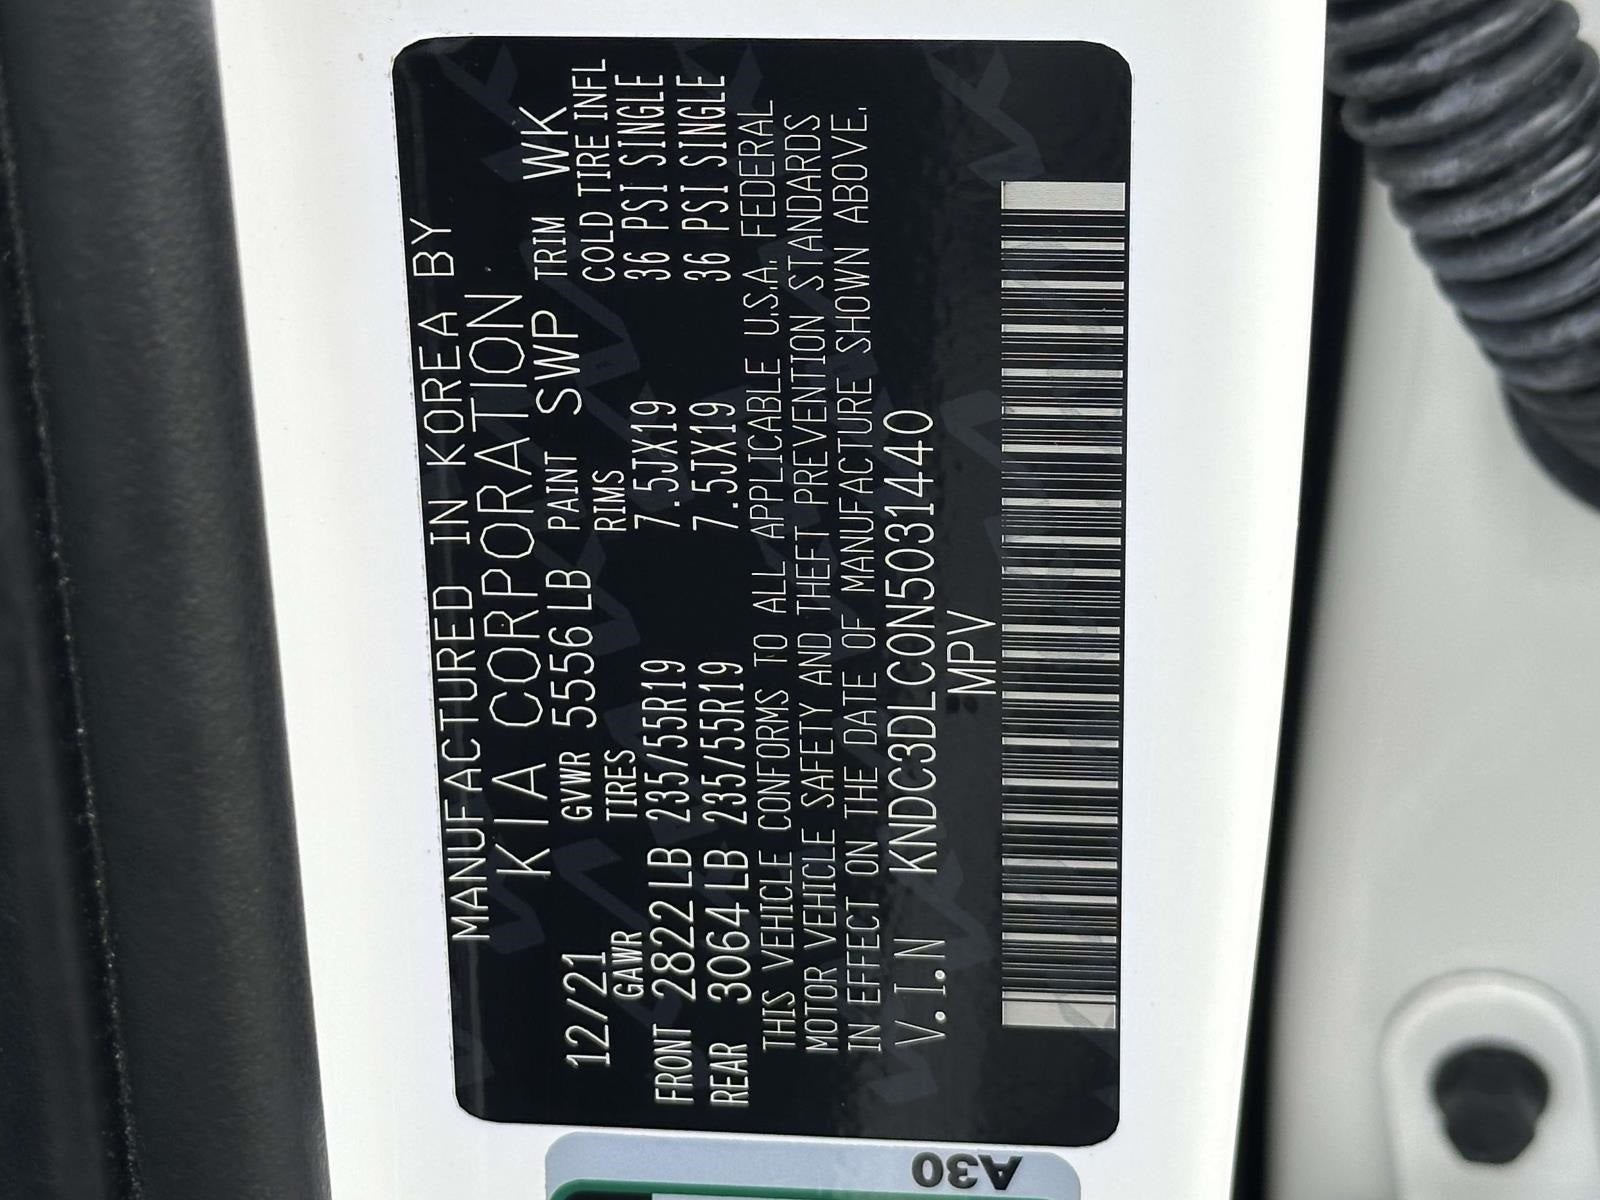 MANUFACTURED IN KOREA BY
KIA CORPORATION
12/21 GVWR 5556LB PAINT SWP TRIM WK
GAWR TIRES RIMS COLD TIRE INFL
FRONT 2822LB 235/55R19 7.5JX19 36 PSI SINGLE
REAR 3064LB 235/55R19 7.5JX19 36 PSI SINGLE
THIS VEHICLE CONFORMS TO ALL APPLICABLE U.S.A. FEDERAL
MOTOR VEHICLE SAFETY AND THEFT PREVENTION STANDARDS
IN EFFECT ON THE DATE OF MANUFACTURE SHOWN ABOVE.
V.I.N KNDC3DLC0N5031440
MPV
A30